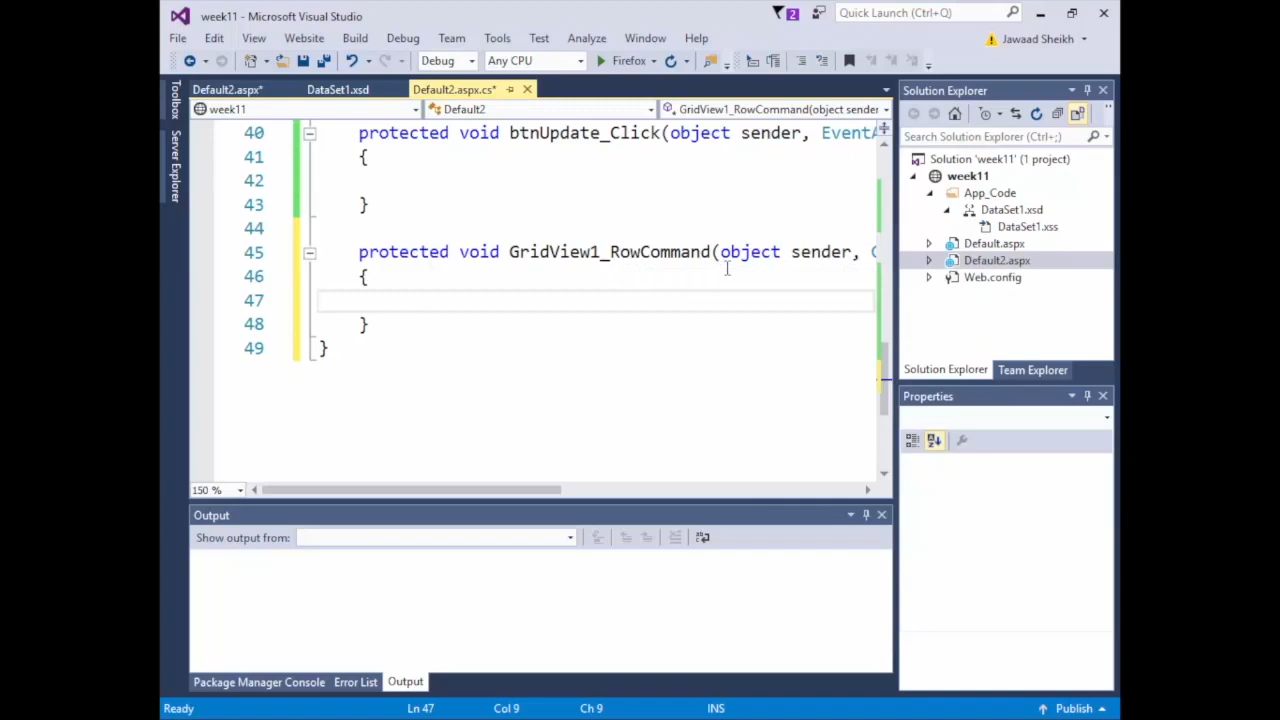 week11 - Microsoft Visual Studio
2
Quick Launch (Ctrl+Q)
File Edit View Website Build Debug Team Tools Test Analyze Window Help
Jawaad Sheikh
Debug Any CPU Firefox
Toolbox
Server Explorer
Default2.aspx* DataSet1.xsd Default2.aspx.cs*
week11 Default2 GridView1_RowCommand(object sender
40 protected void btnUpdate_Click(object sender, EventA
41 {
42
43 }
44
45 protected void GridView1_RowCommand(object sender,
46 {
47
48 }
49 }
150 %
Solution Explorer
Search Solution Explorer (Ctrl+;)
Solution 'week11' (1 project)
week11
App_Code
DataSet1.xsd
DataSet1.xss
Default.aspx
Default2.aspx
Web.config
Solution Explorer Team Explorer
Properties
Output
Show output from:
Package Manager Console Error List Output
Ready Ln 47 Col 9 Ch 9 INS Publish